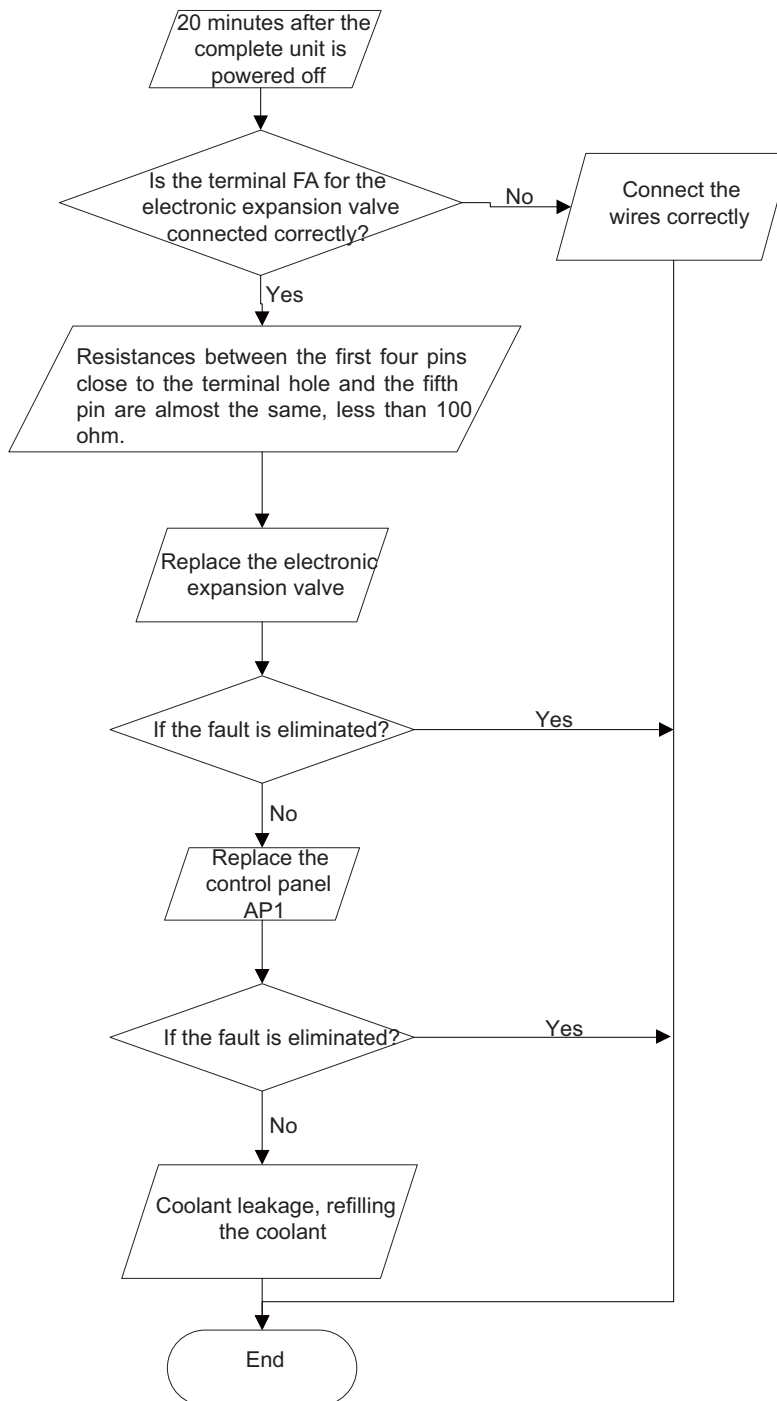 20 minutes after the
complete unit is
powered off
Is the terminal FA for the
electronic expansion valve
connected correctly?
No
Connect the
wires correctly
Yes
Resistances between the first four pins
close to the terminal hole and the fifth
pin are almost the same, less than 100
ohm.
Replace the electronic
expansion valve
If the fault is eliminated?
Yes
No
Replace the
control panel
AP1
If the fault is eliminated?
Yes
No
Coolant leakage, refilling
the coolant
End